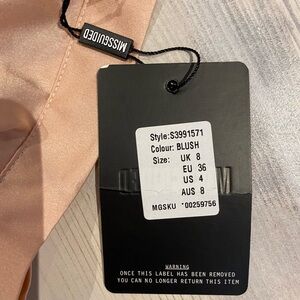 MISSGUIDED
Style:S3991571
Colour: BLUSH
Size: UK 8
EU 36
US 4
AUS 8
MGSKU *00259756
WARNING
ONCE THIS LABEL HAS BEEN REMOVED
YOU CAN NO LONGER RETURN THIS ITEM